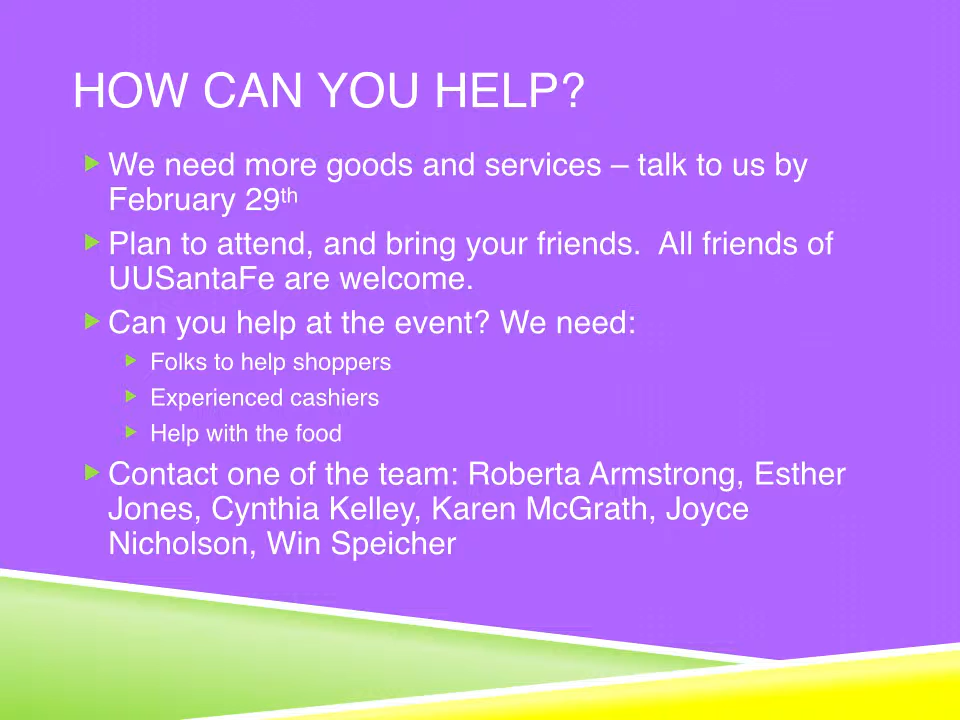 HOW CAN YOU HELP?
We need more goods and services – talk to us by
February 29th
Plan to attend, and bring your friends.  All friends of
UUSantaFe are welcome.
Can you help at the event? We need:
Folks to help shoppers
Experienced cashiers
Help with the food
Contact one of the team: Roberta Armstrong, Esther
Jones, Cynthia Kelley, Karen McGrath, Joyce
Nicholson, Win Speicher